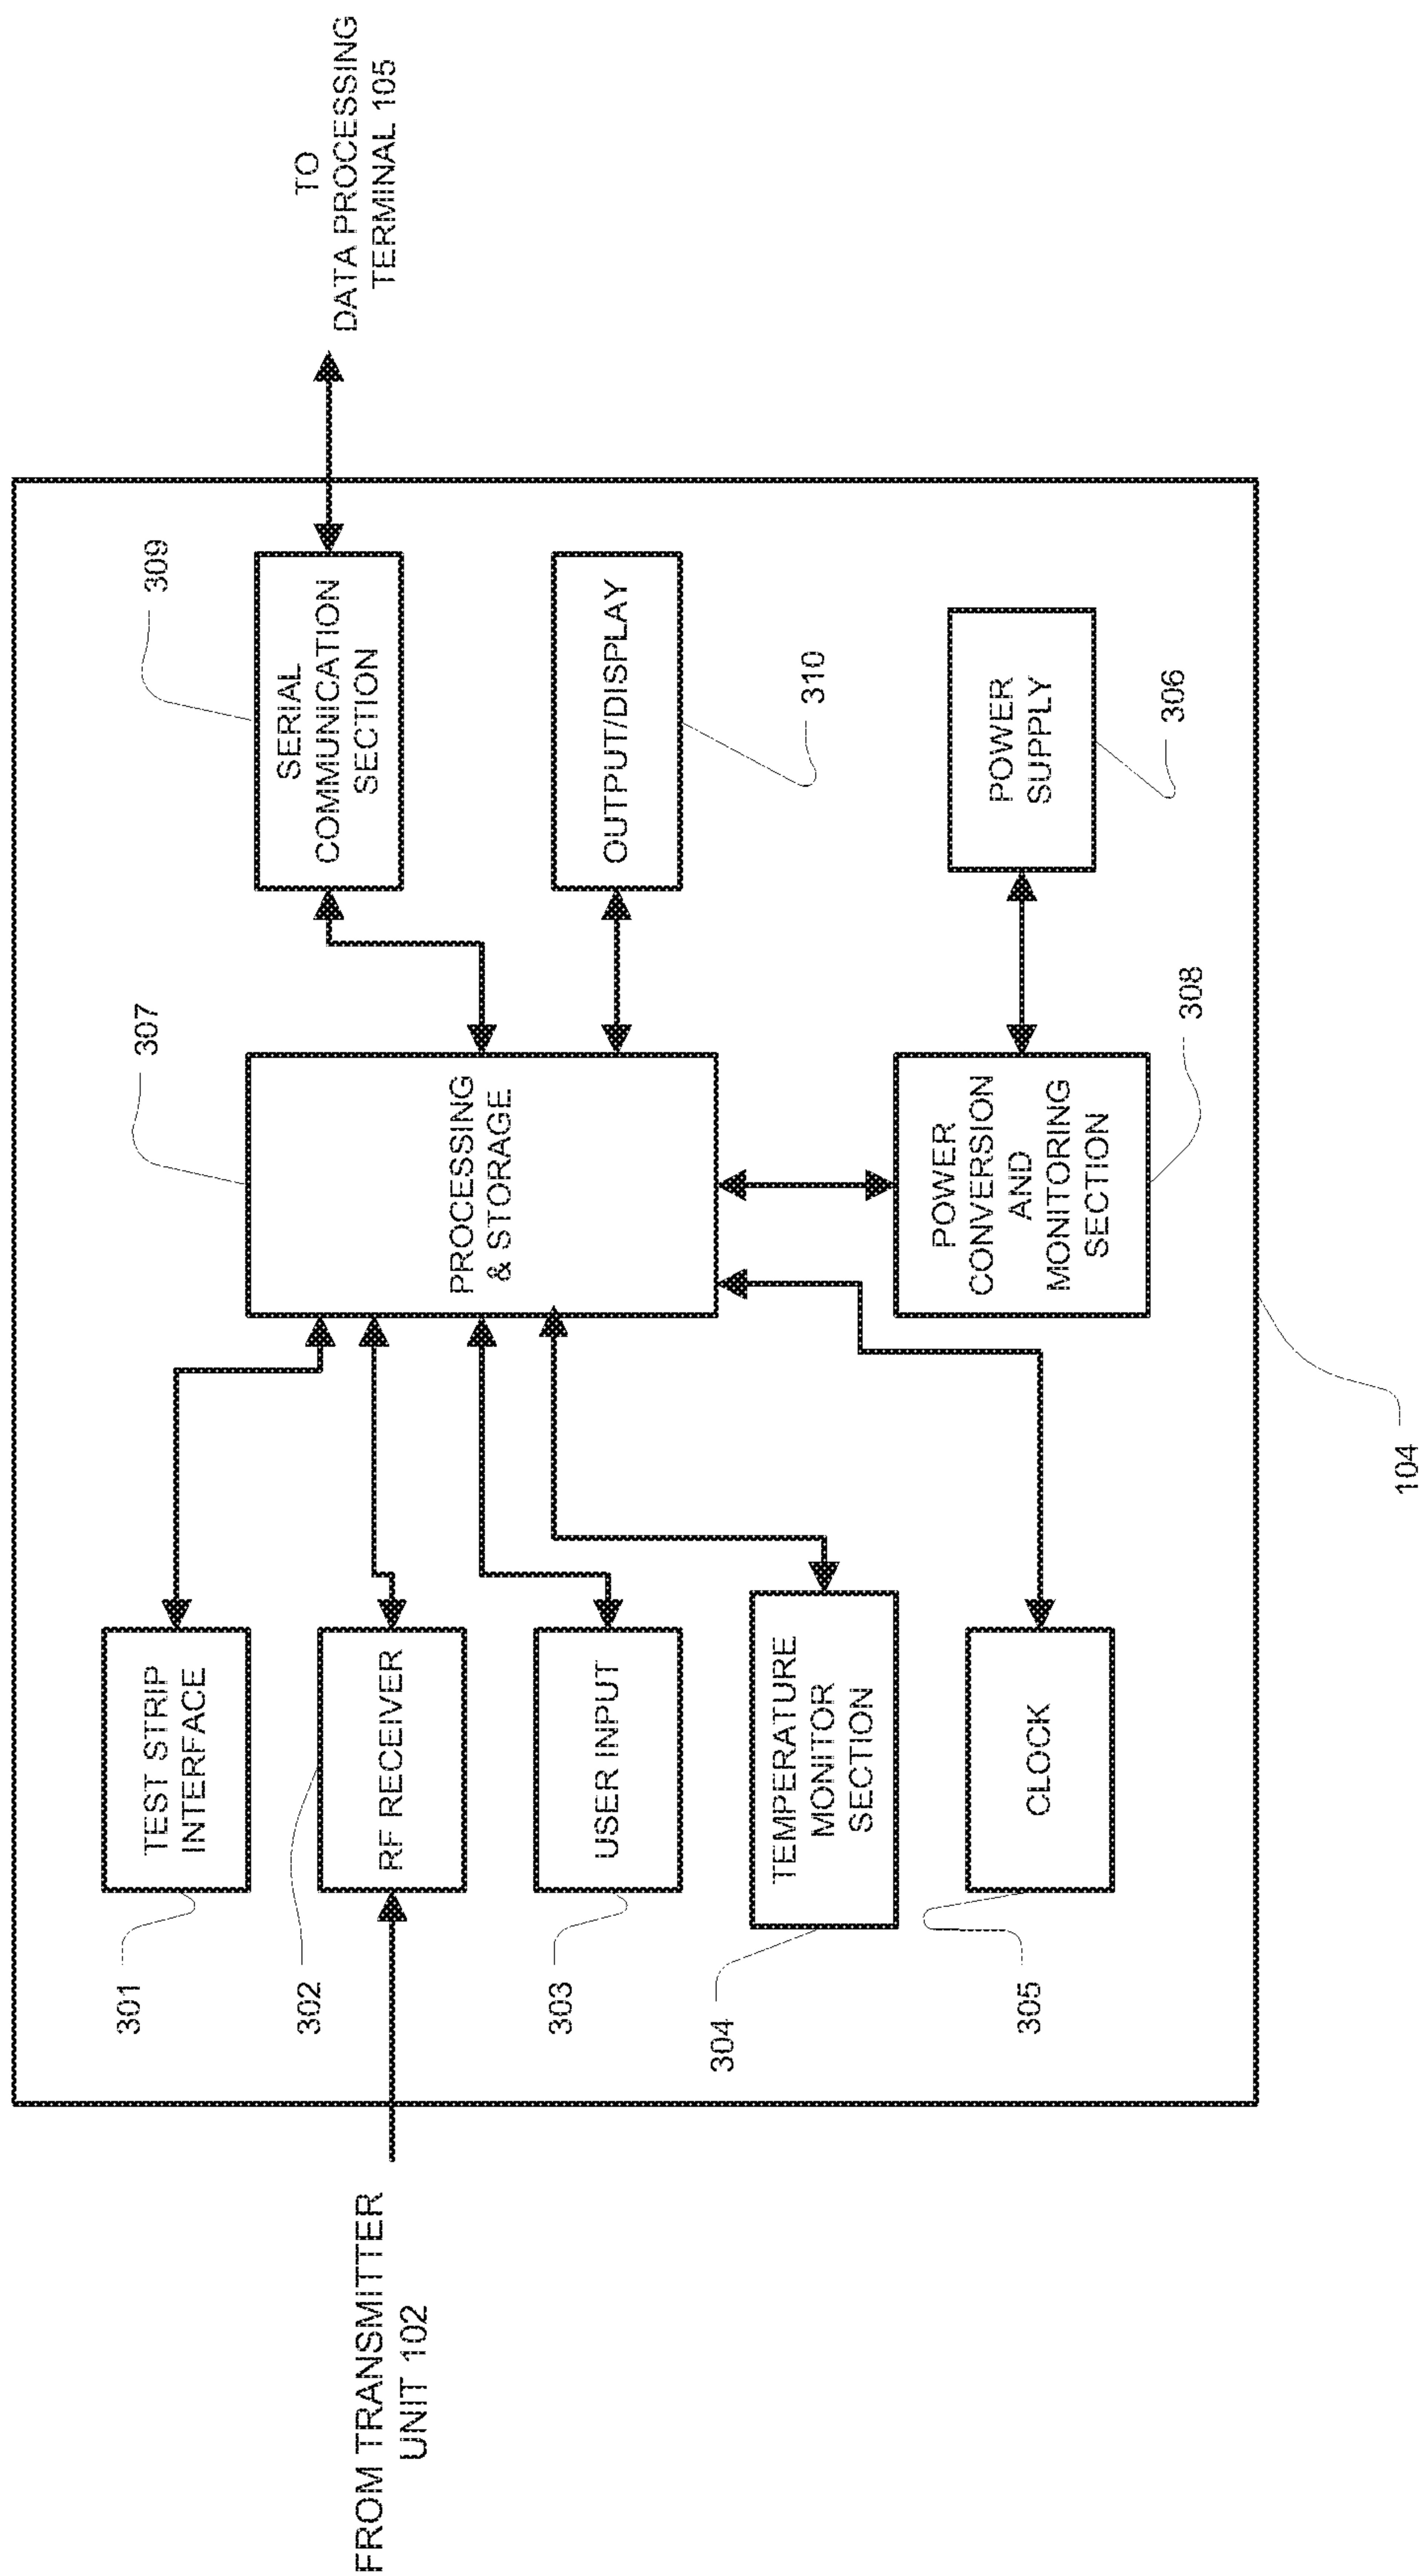 301
TEST STRIP
INTERFACE
307
PROCESSING
& STORAGE
309
SERIAL
COMMUNICATION
SECTION
TO
DATA PROCESSING
TERMINAL 105
FROM TRANSMITTER
UNIT 102
302
RF RECEIVER
303
USER INPUT
OUTPUT/DISPLAY
310
304
TEMPERATURE
MONITOR
SECTION
305
CLOCK
POWER
CONVERSION
AND
MONITORING
SECTION
308
POWER
SUPPLY
306
104